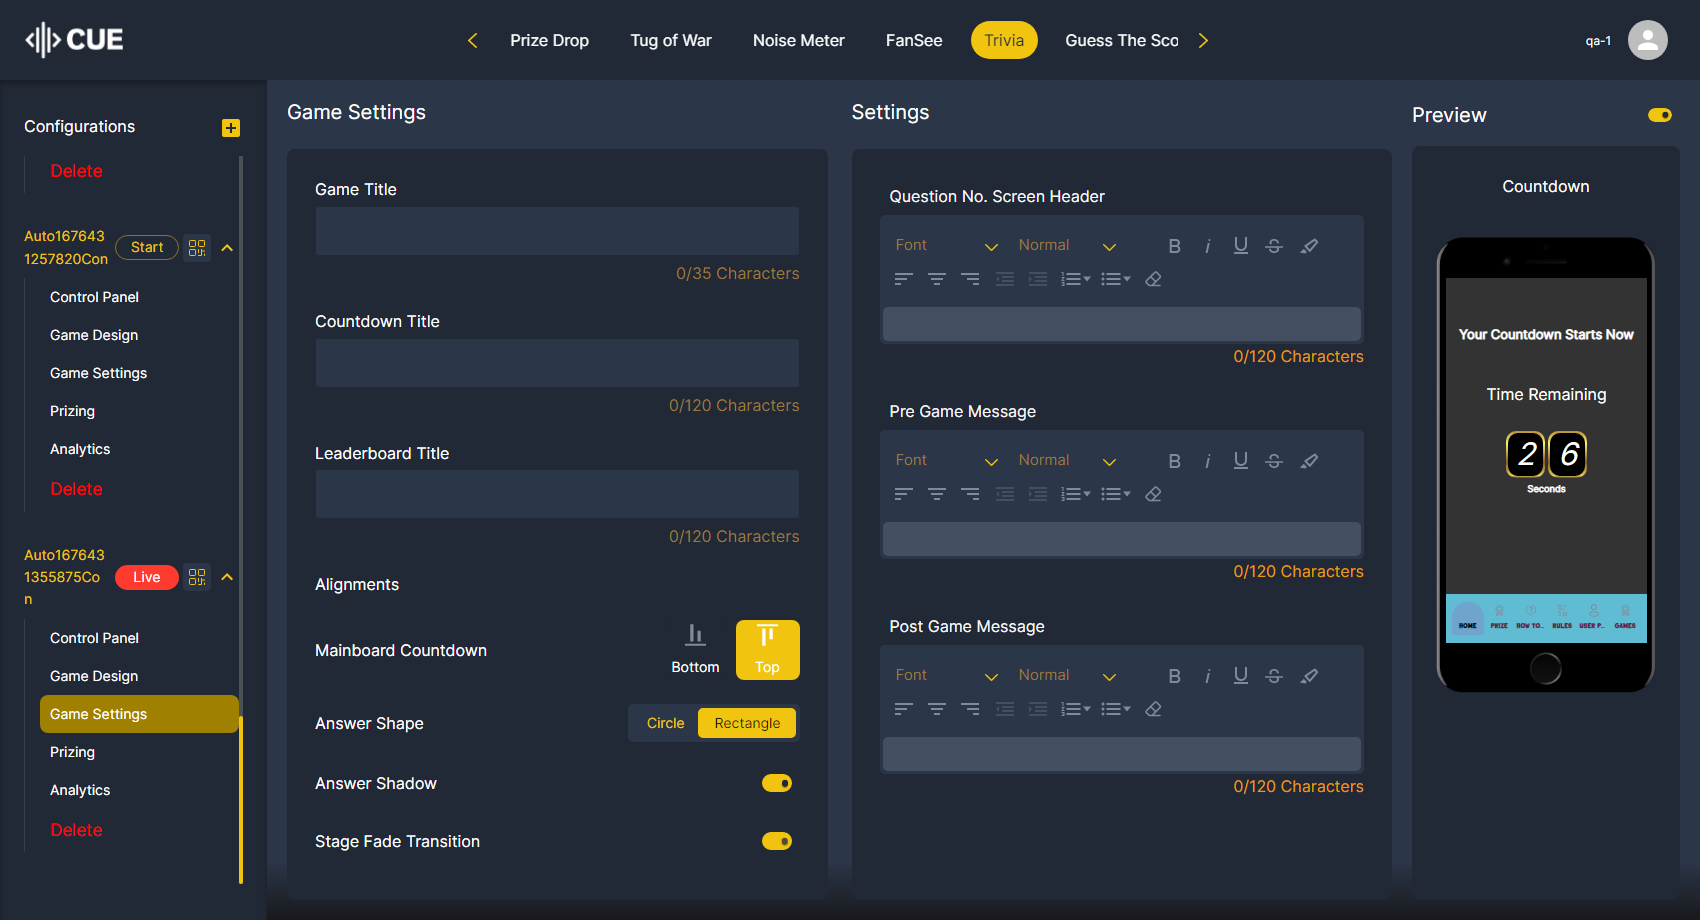 CUE
Prize Drop
Tug of War
Noise Meter
FanSee
Trivia
Guess The Sco
qa-1
Configurations
Delete
Auto167643
1257820Con
Start
Control Panel
Game Design
Game Settings
Prizing
Analytics
Delete
Auto167643
1355875Co
n
Live
Control Panel
Game Design
Game Settings
Prizing
Analytics
Delete
Game Settings
Game Title
0/35 Characters
Countdown Title
0/120 Characters
Leaderboard Title
0/120 Characters
Alignments
Mainboard Countdown
Bottom
Top
Answer Shape
Circle
Rectangle
Answer Shadow
Stage Fade Transition
Settings
Question No. Screen Header
Font
Normal
B
i
U
S
0/120 Characters
Pre Game Message
Font
Normal
B
i
U
S
0/120 Characters
Post Game Message
Font
Normal
B
i
U
S
0/120 Characters
Preview
Countdown
Your Countdown Starts Now
Time Remaining
2 6
Seconds
HOME
PRIZE
HOW TO..
RULES
USER P..
GAMES